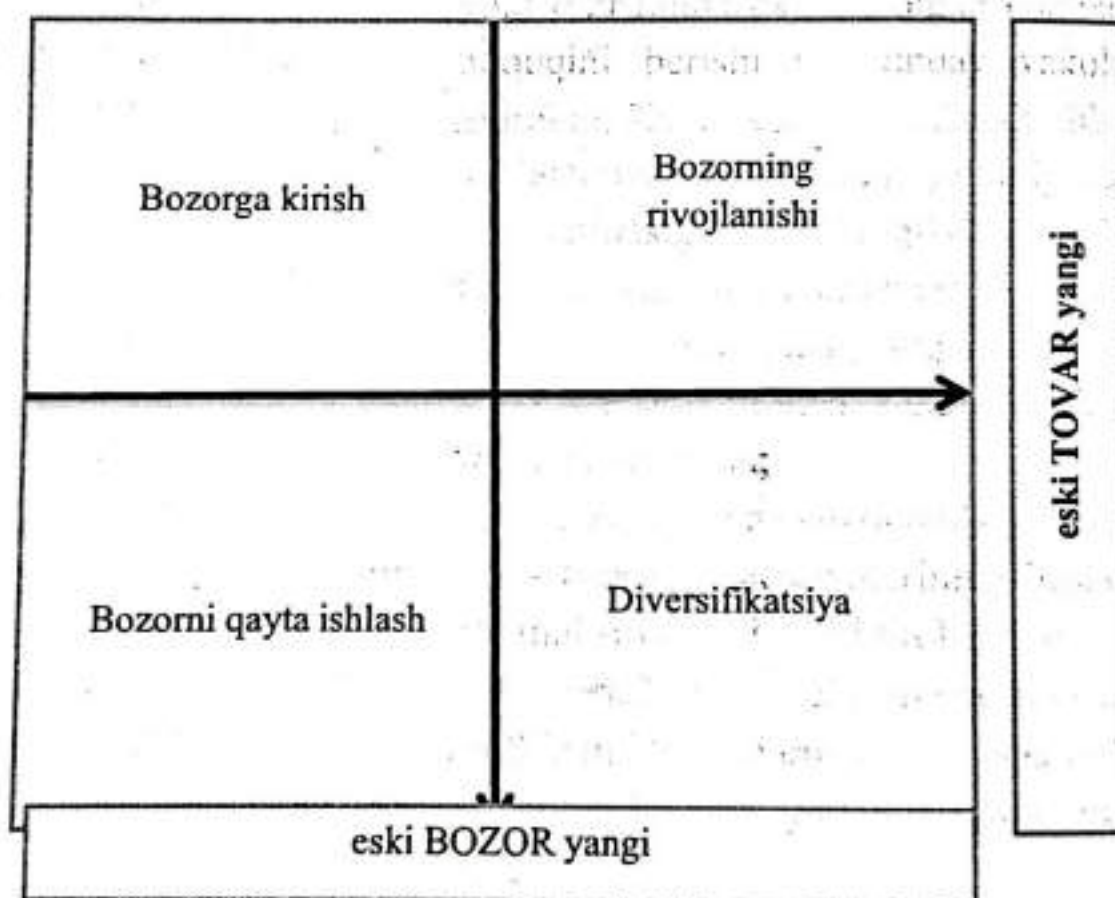 Bozorga kirish
Bozorning
rivojlanishi
Bozorni qayta ishlash
Diversifikatsiya
eski TOVAR yangi
eski BOZOR yangi